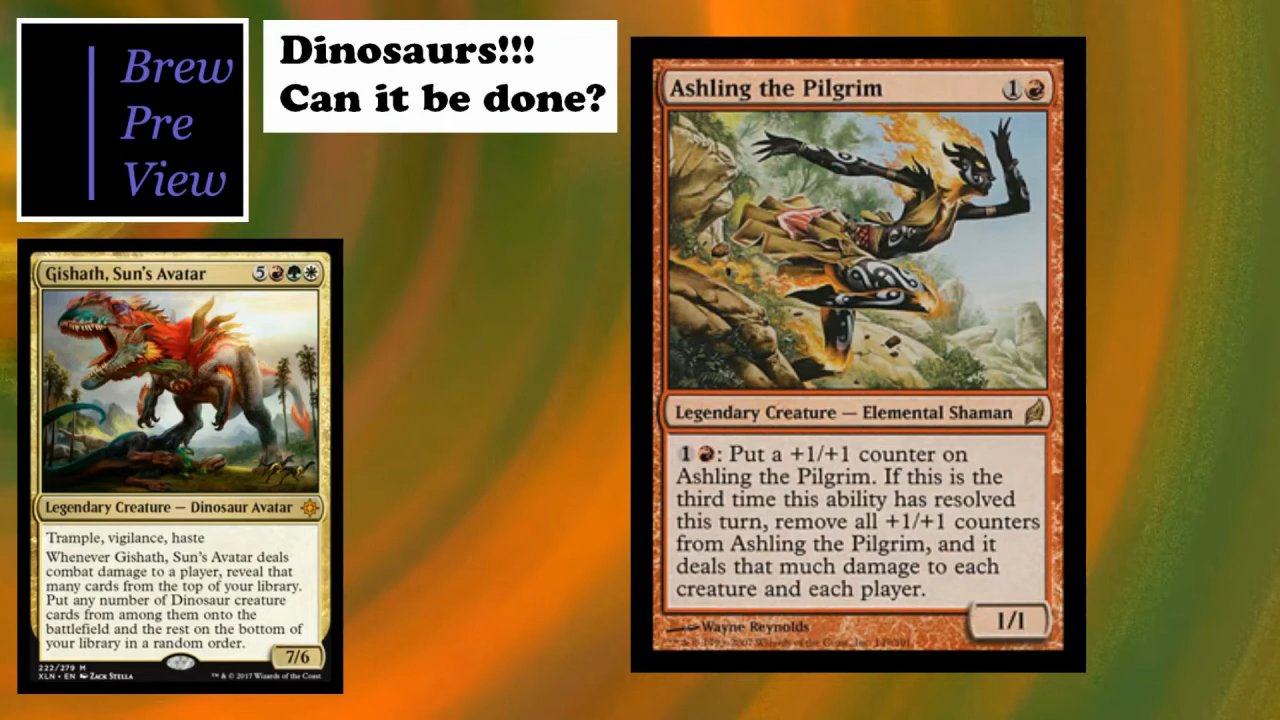 Brew
Pre
View
Dinosaurs!!!
Can it be done?
Gishath, Sun's Avatar 5
Legendary Creature — Dinosaur Avatar
Trample, vigilance, haste
Whenever Gishath, Sun's Avatar deals
combat damage to a player, reveal that
many cards from the top of your library.
Put any number of Dinosaur creature
cards from among them onto the
battlefield and the rest on the bottom of
your library in a random order.
7/6
222/279 M
XLN • EN ZACK STELLA
™ & © 2017 Wizards of the Coast
Ashling the Pilgrim 1
Legendary Creature — Elemental Shaman
1 : Put a +1/+1 counter on
Ashling the Pilgrim. If this is the
third time this ability has resolved
this turn, remove all +1/+1 counters
from Ashling the Pilgrim, and it
deals that much damage to each
creature and each player.
1/1
Wayne Reynolds